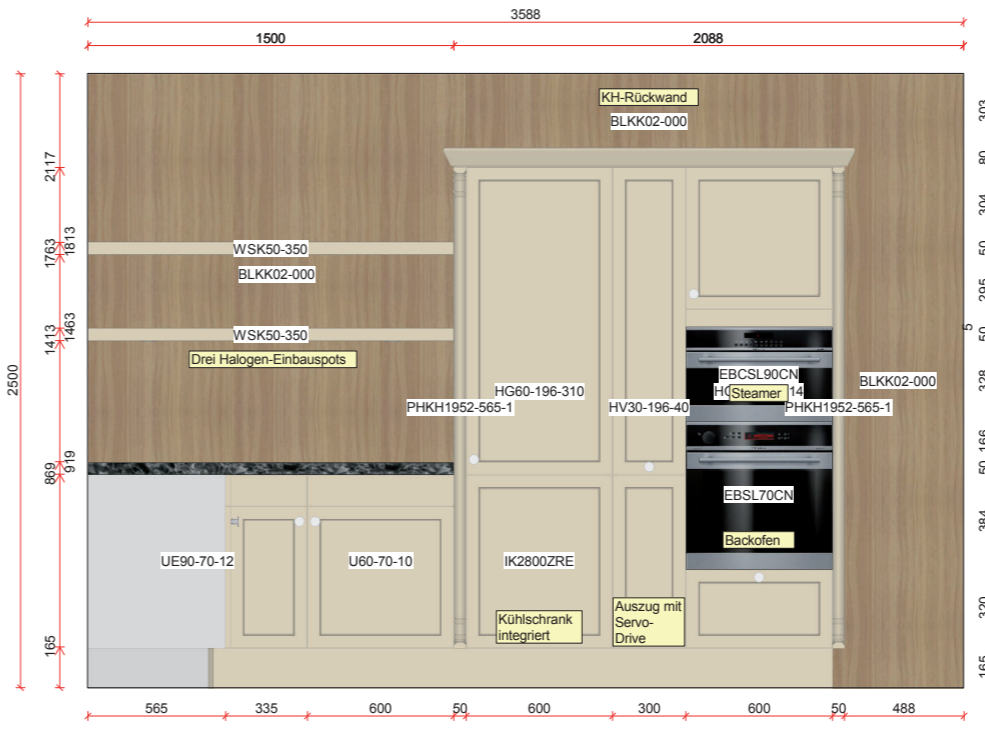 3588
1500
2088
KH-Rückwand
BLKK02-000
303
80
2117
304
1813
1763
WSK50-350
50
BLKK02-000
295
1463
1413
WSK50-350
5
50
Drei Halogen-Einbauspots
EBCSL90CN
328
2500
BLKK02-000
HG60-196-310
Steamer
14
PHKH1952-565-1
HV30-196-40
PHKH1952-565-1
166
919
869
50
EBSL70CN
384
Backofen
UE90-70-12
U60-70-10
IK2800ZRE
Kühlschrank
integriert
Auszug mit
Servo-
Drive
320
165
165
565
335
600
50
600
300
600
50
488